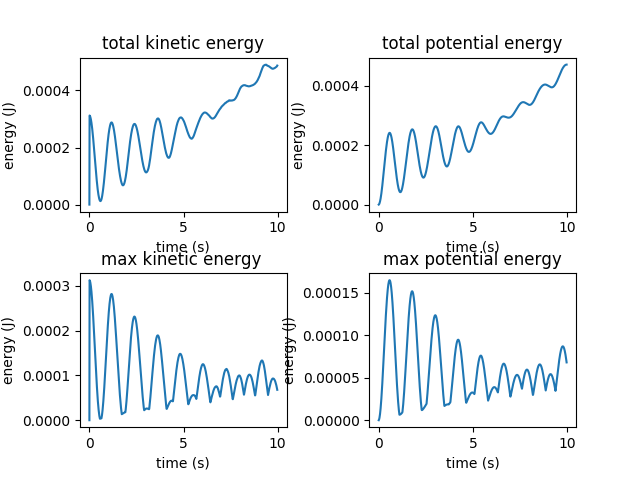 total kinetic energy
energy (J)
0.0004
0.0002
0.0000
0
5
10
time (s)
total potential energy
energy (J)
0.0004
0.0002
0.0000
0
5
10
time (s)
max kinetic energy
energy (J)
0.0003
0.0002
0.0001
0.0000
0
5
10
time (s)
max potential energy
energy (J)
0.00015
0.00010
0.00005
0.00000
0
5
10
time (s)